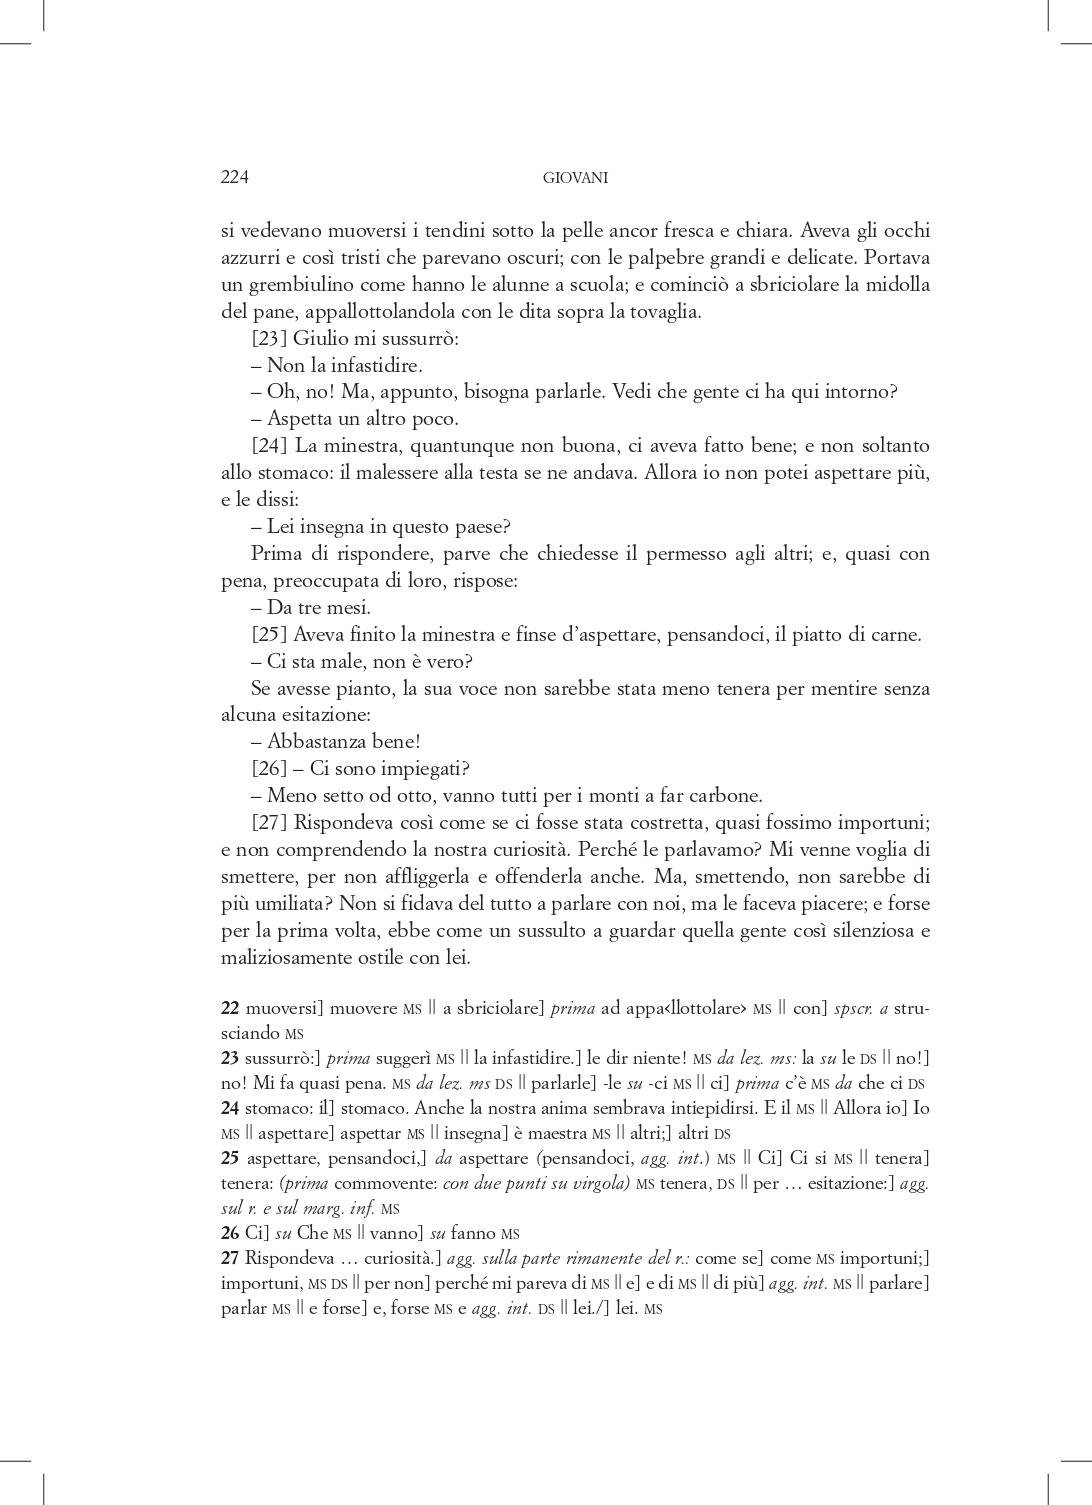 224
GIOVANI
si vedevano muoversi i tendini sotto la pelle ancor fresca e chiara. Aveva gli occhi
azzurri e così tristi che parevano oscuri; con le palpebre grandi e delicate. Portava
un grembiulino come hanno le alunne a scuola; e cominciò a sbriciolare la midolla
del pane, appallottolandola con le dita sopra la tovaglia.
[23] Giulio mi sussurrò:
– Non la infastidire.
– Oh, no! Ma, appunto, bisogna parlarle. Vedi che gente ci ha qui intorno?
– Aspetta un altro poco.
[24] La minestra, quantunque non buona, ci aveva fatto bene; e non soltanto
allo stomaco: il malessere alla testa se ne andava. Allora io non potei aspettare più,
e le dissi:
– Lei insegna in questo paese?
Prima di rispondere, parve che chiedesse il permesso agli altri; e, quasi con
pena, preoccupata di loro, rispose:
– Da tre mesi.
[25] Aveva finito la minestra e finse d’aspettare, pensandoci, il piatto di carne.
– Ci sta male, non è vero?
Se avesse pianto, la sua voce non sarebbe stata meno tenera per mentire senza
alcuna esitazione:
– Abbastanza bene!
[26] – Ci sono impiegati?
– Meno setto od otto, vanno tutti per i monti a far carbone.
[27] Rispondeva così come se ci fosse stata costretta, quasi fossimo importuni;
e non comprendendo la nostra curiosità. Perché le parlavamo? Mi venne voglia di
smettere, per non affliggerla e offenderla anche. Ma, smettendo, non sarebbe di
più umiliata? Non si fidava del tutto a parlare con noi, ma le faceva piacere; e forse
per la prima volta, ebbe come un sussulto a guardar quella gente così silenziosa e
maliziosamente ostile con lei.
22 muoversi] muovere MS || a sbriciolare] prima ad appa‹llottolare› MS || con] spscr. a stru-
sciando MS
23 sussurrò:] prima suggerì MS || la infastidire.] le dir niente! MS da lez. ms: la su le DS || no!]
no! Mi fa quasi pena. MS da lez. ms DS || parlarle] -le su -ci MS || ci] prima c’è MS da che ci DS
24 stomaco: il] stomaco. Anche la nostra anima sembrava intiepidirsi. E il MS || Allora io] Io
MS || aspettare] aspettar MS || insegna] è maestra MS || altri;] altri DS
25 aspettare, pensandoci,] da aspettare (pensandoci, agg. int.) MS || Ci] Ci si MS || tenera]
tenera: (prima commovente: con due punti su virgola) MS tenera, DS || per … esitazione:] agg.
sul r. e sul marg. inf. MS
26 Ci] su Che MS || vanno] su fanno MS
27 Rispondeva … curiosità.] agg. sulla parte rimanente del r.: come se] come MS importuni;]
importuni, MS DS || per non] perché mi pareva di MS || e] e di MS || di più] agg. int. MS || parlare]
parlar MS || e forse] e, forse MS e agg. int. DS || lei./] lei. MS